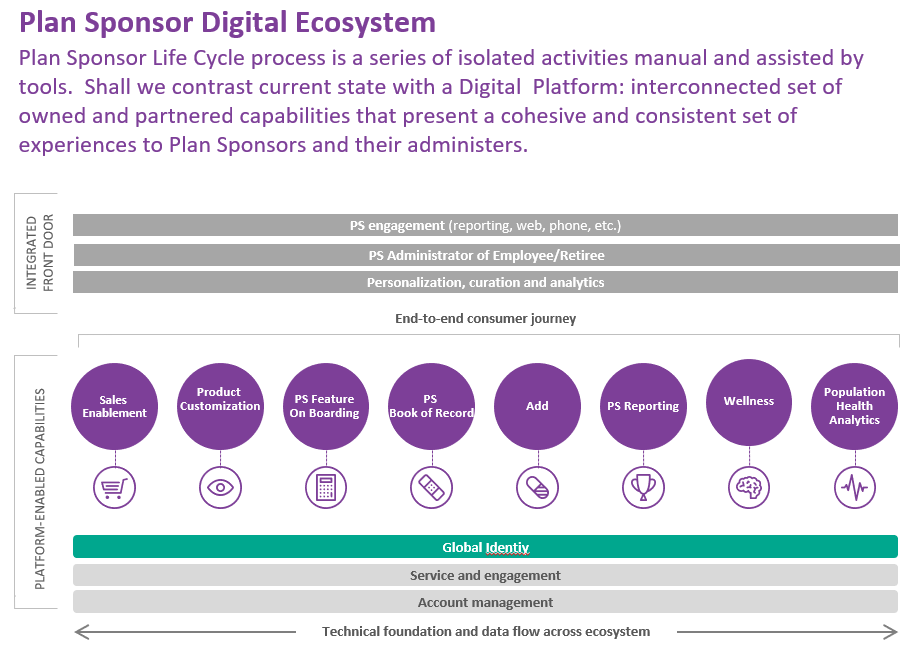 Plan Sponsor Digital Ecosystem
Plan Sponsor Life Cycle process is a series of isolated activities manual and assisted by
tools.  Shall we contrast current state with a Digital  Platform: interconnected set of
owned and partnered capabilities that present a cohesive and consistent set of
experiences to Plan Sponsors and their administers.
INTEGRATED
FRONT DOOR
PS engagement (reporting, web, phone, etc.)
PS Administrator of Employee/Retiree
Personalization, curation and analytics
End-to-end consumer journey
PLATFORM-ENABLED CAPABILITIES
Sales
Enablement
Product
Customization
PS Feature
On Boarding
PS
Book of Record
Add
PS Reporting
Wellness
Population
Health
Analytics
Global Identiy
Service and engagement
Account management
Technical foundation and data flow across ecosystem